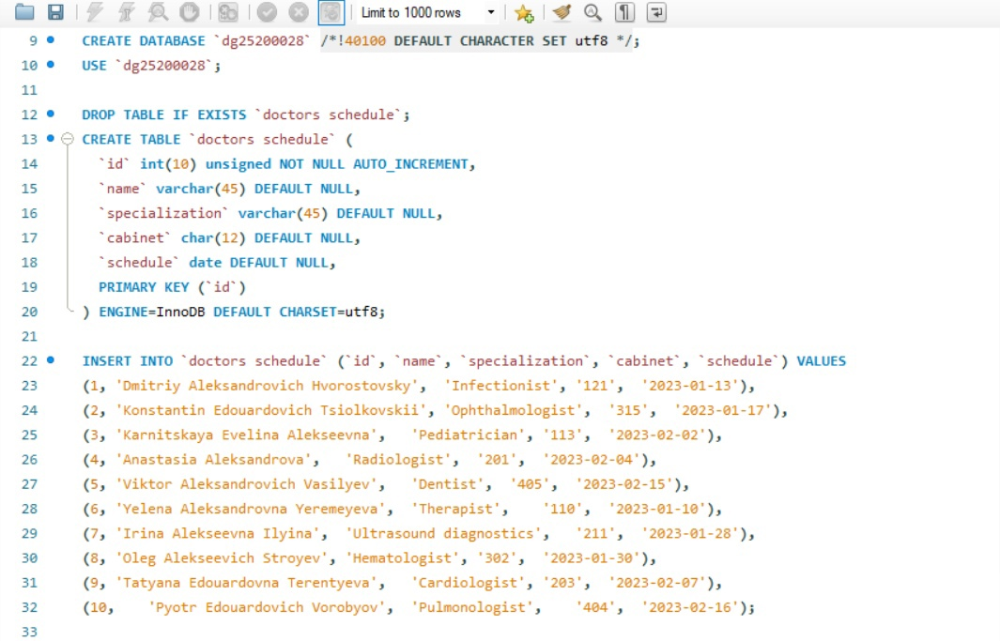 Limit to 1000 rows
9 CREATE DATABASE `dg25200028` /*!40100 DEFAULT CHARACTER SET utf8 */;
10 USE `dg25200028`;
11
12 DROP TABLE IF EXISTS `doctors schedule`;
13 CREATE TABLE `doctors schedule` (
14 `id` int(10) unsigned NOT NULL AUTO_INCREMENT,
15 `name` varchar(45) DEFAULT NULL,
16 `specialization` varchar(45) DEFAULT NULL,
17 `cabinet` char(12) DEFAULT NULL,
18 `schedule` date DEFAULT NULL,
19 PRIMARY KEY (`id`)
20 ) ENGINE=InnoDB DEFAULT CHARSET=utf8;
21
22 INSERT INTO `doctors schedule` (`id`, `name`, `specialization`, `cabinet`, `schedule`) VALUES
23 (1, 'Dmitriy Aleksandrovich Hvorostovsky', 'Infectionist', '121', '2023-01-13'),
24 (2, 'Konstantin Edouardovich Tsiolkovskii', 'Ophthalmologist', '315', '2023-01-17'),
25 (3, 'Karnitskaya Evelina Alekseevna', 'Pediatrician', '113', '2023-02-02'),
26 (4, 'Anastasia Aleksandrova', 'Radiologist', '201', '2023-02-04'),
27 (5, 'Viktor Aleksandrovich Vasilyev', 'Dentist', '405', '2023-02-15'),
28 (6, 'Yelena Aleksandrovna Yeremeyeva', 'Therapist', '110', '2023-01-10'),
29 (7, 'Irina Alekseevna Ilyina', 'Ultrasound diagnostics', '211', '2023-01-28'),
30 (8, 'Oleg Alekseevich Stroyev', 'Hematologist', '302', '2023-01-30'),
31 (9, 'Tatyana Edouardovna Terentyeva', 'Cardiologist', '203', '2023-02-07'),
32 (10, 'Pyotr Edouardovich Vorobyov', 'Pulmonologist', '404', '2023-02-16');
33